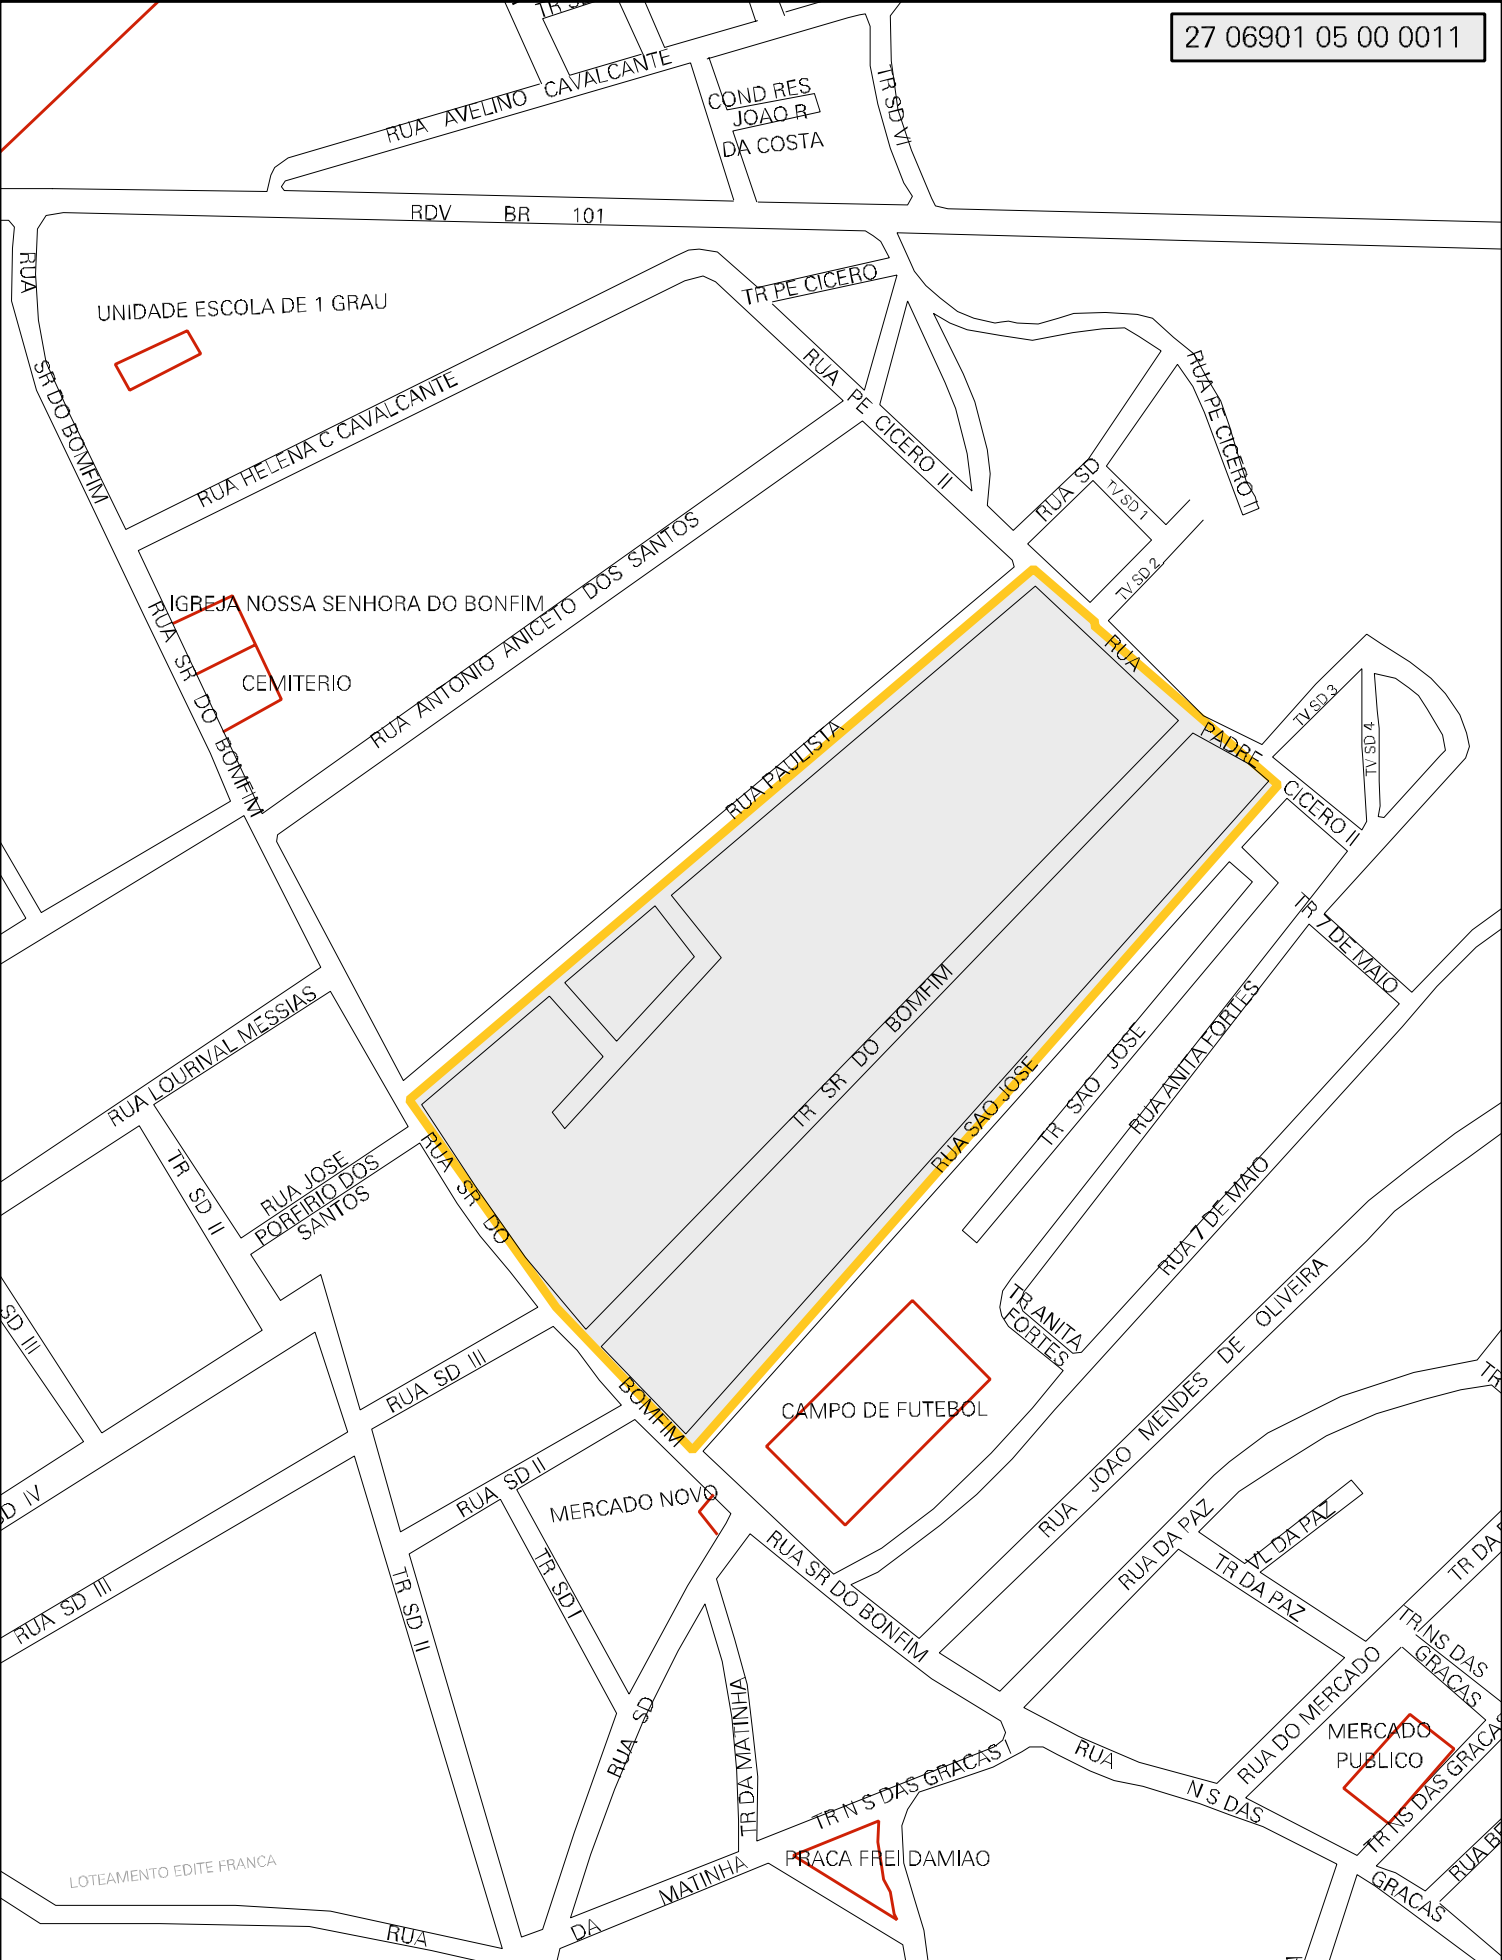 27 06901 05 00 0011
RUA AVELINO CAVALCANTE
COND RES
JOAO R
DA COSTA
TR SD VI
RDV BR 101
RUA
SR DO BOMFIM
UNIDADE ESCOLA DE 1 GRAU
TR PE CICERO
RUA PE CICERO II
RUA PE CICERO I
RUA HELENA C CAVALCANTE
RUA SD
TV SD 1
TV SD 2
RUA ANTONIO ANICETO DOS SANTOS
IGREJA NOSSA SENHORA DO BONFIM
CEMITERIO
RUA SR DO BOMFIM
RUA PAULISTA
RUA PADRE CICERO II
TV SD 3
TV SD 4
TR 7 DE MAIO
RUA LOURIVAL MESSIAS
TR SR DO BOMFIM
RUA SAO JOSE
TR SAO JOSE
RUA ANITA FORTES
RUA 7 DE MAIO
RUA JOSE
PORFIRIO DOS
SANTOS
TR SD II
RUA SR DO BOMFIM
SD III
TR ANITA
FORTES
RUA JOAO MENDES DE OLIVEIRA
RUA SD III
CAMPO DE FUTEBOL
TR
RUA SD II
MERCADO NOVO
IV
RUA SR DO BONFIM
RUA DA PAZ
VL DA PAZ
TR DA PAZ
TR DA
TR SD I
TR SD II
RUA SD III
TR NS DAS
GRACAS
RUA DO MERCADO
MERCADO
PUBLICO
TR NS DAS GRACAS
RUA SD
TR DA MATINHA
TR N S DAS GRACAS I
RUA N S DAS GRACAS
PRACA FREI DAMIAO
LOTEAMENTO EDITE FRANCA
RUA DA MATINHA
RUA